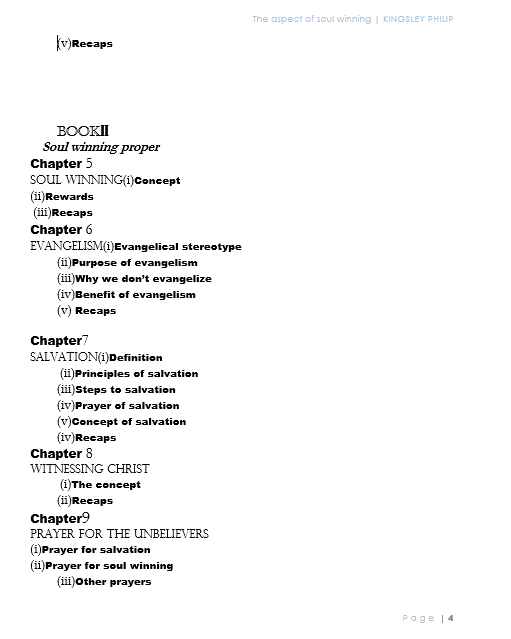 The aspect of soul winning | KINGSLEY PHILIP
(v)Recaps
BOOKII
Soul winning proper
Chapter 5
SOUL WINNING(i)Concept
(ii)Rewards
(iii)Recaps
Chapter 6
EVANGELISM(i)Evangelical stereotype
(ii)Purpose of evangelism
(iii)Why we don't evangelize
(iv)Benefit of evangelism
(v) Recaps
Chapter7
SALVATION(i)Definition
(ii)Principles of salvation
(iii)Steps to salvation
(iv)Prayer of salvation
(v)Concept of salvation
(iv)Recaps
Chapter 8
WITNESSING CHRIST
(i)The concept
(ii)Recaps
Chapter9
PRAYER FOR THE UNBELIEVERS
(i)Prayer for salvation
(ii)Prayer for soul winning
(iii)Other prayers
Page | 4